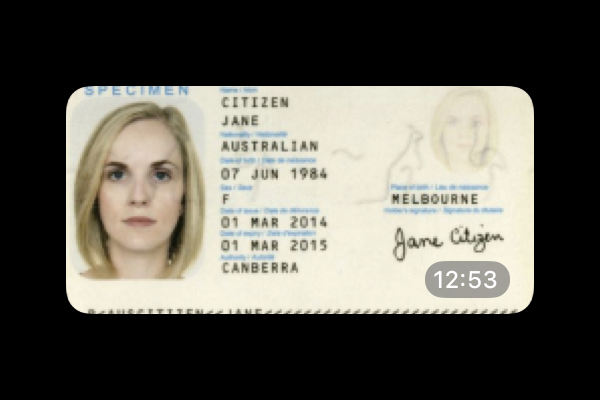 SPECIMEN
Name / Nom
CITIZEN
JANE
Nationality / Nationalité
AUSTRALIAN
Date of birth / Date de naissance
07 JUN 1984
Sex / Sexe
F
Place of birth / Lieu de naissance
MELBOURNE
Date of issue / Date de délivrance
01 MAR 2014
Holder's signature / Signature du titulaire
Date of expiry / Date d'expiration
01 MAR 2015
Jane Citizen
Authority / Autorité
CANBERRA
12:53